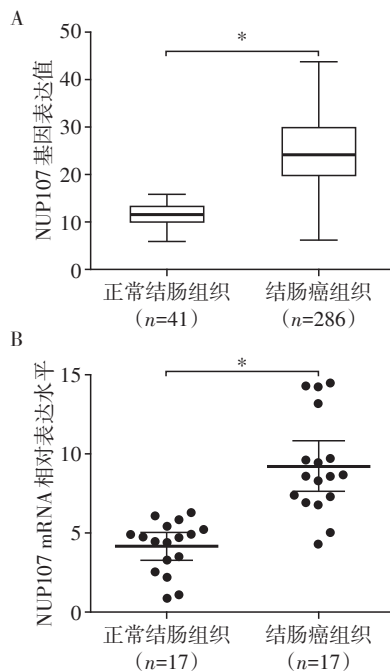 A
NUP107 基因表达值
50
40
30
20
10
0
*
正常结肠组织 结肠癌组织
（n=41） （n=286）
B
NUP107 mRNA 相对表达水平
15
10
5
0
*
正常结肠组织 结肠癌组织
（n=17） （n=17）